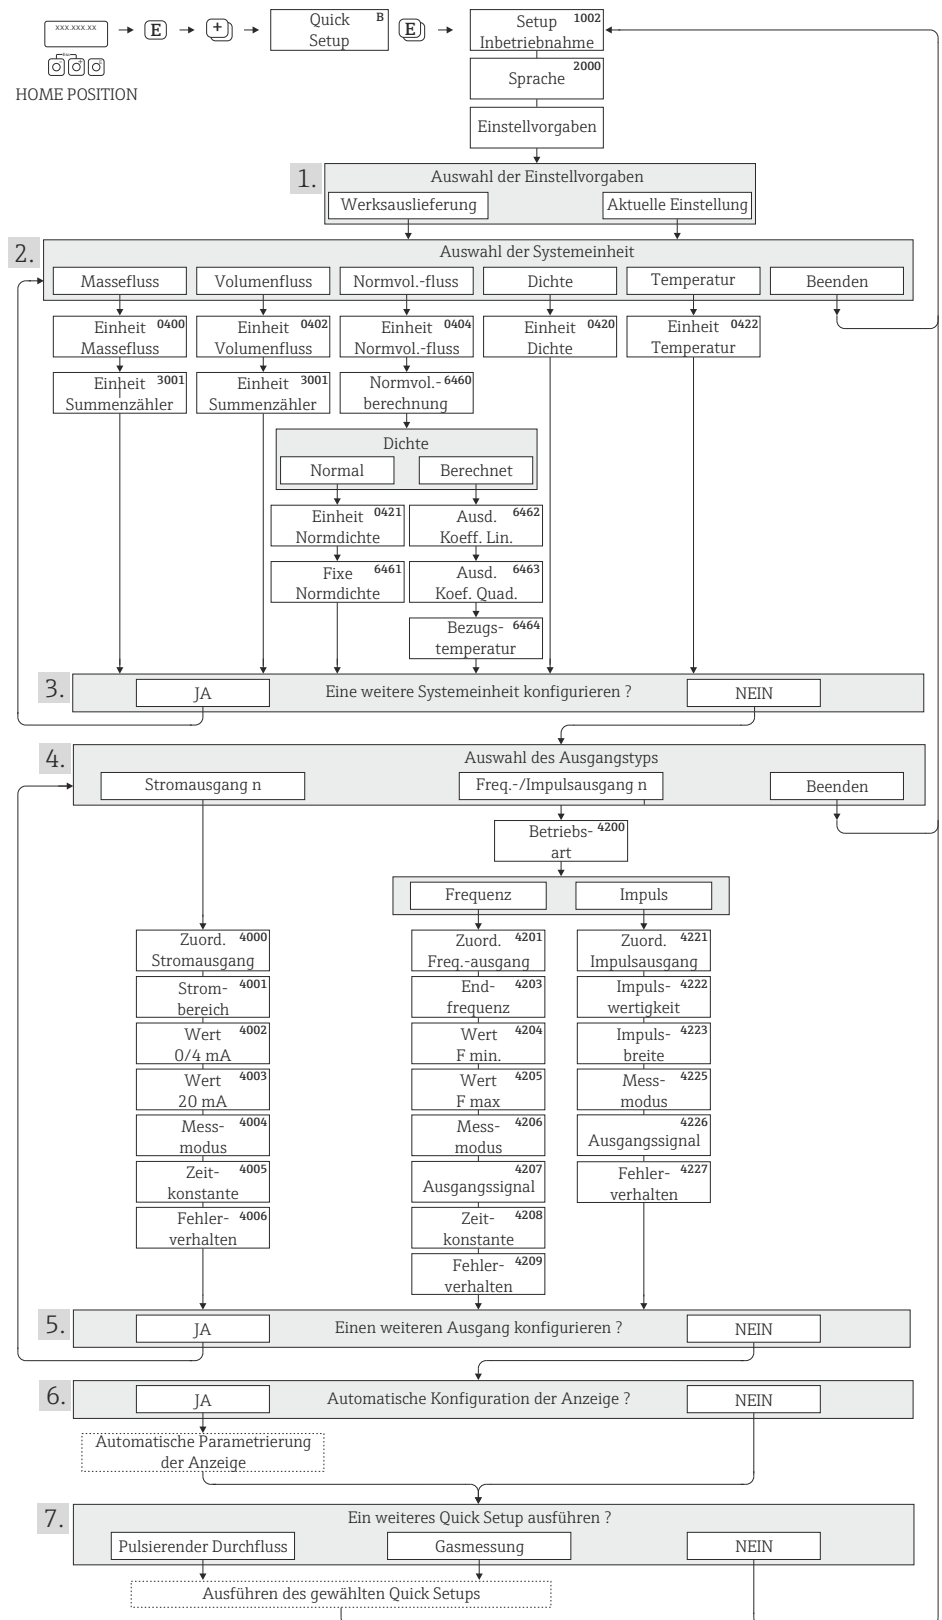 xxx.xxx.xx
Esc
E
+
Quick B
Setup
E
Setup 1002
Inbetriebnahme
HOME POSITION
Sprache 2000
Einstellvorgaben
1.
Auswahl der Einstellvorgaben
Werksauslieferung
Aktuelle Einstellung
2.
Auswahl der Systemeinheit
Massefluss
Volumenfluss
Normvol.-fluss
Dichte
Temperatur
Beenden
Einheit 0400
Massefluss
Einheit 0402
Volumenfluss
Einheit 0404
Normvol.-fluss
Einheit 0420
Dichte
Einheit 0422
Temperatur
Einheit 3001
Summenzähler
Einheit 3001
Summenzähler
Normvol.- 6460
berechnung
Dichte
Normal
Berechnet
Einheit 0421
Normdichte
Ausd. 6462
Koeff. Lin.
Fixe 6461
Normdichte
Ausd. 6463
Koef. Quad.
Bezugs- 6464
temperatur
3.
JA
Eine weitere Systemeinheit konfigurieren ?
NEIN
4.
Auswahl des Ausgangstyps
Stromausgang n
Freq.-/Impulsausgang n
Beenden
Betriebs- 4200
art
Frequenz
Impuls
Zuord. 4000
Stromausgang
Strom- 4001
bereich
Wert 4002
0/4 mA
Wert 4003
20 mA
Mess- 4004
modus
Zeit- 4005
konstante
Fehler- 4006
verhalten
Zuord. 4201
Freq.-ausgang
End- 4203
frequenz
Wert 4204
F min.
Wert 4205
F max
Mess- 4206
modus
4207
Ausgangssignal
Zeit- 4208
konstante
Fehler- 4209
verhalten
Zuord. 4221
Impulsausgang
Impuls- 4222
wertigkeit
Impuls- 4223
breite
Mess- 4225
modus
4226
Ausgangssignal
Fehler- 4227
verhalten
5.
JA
Einen weiteren Ausgang konfigurieren ?
NEIN
6.
JA
Automatische Konfiguration der Anzeige ?
NEIN
Automatische Parametrierung
der Anzeige
7.
Ein weiteres Quick Setup ausführen ?
Pulsierender Durchfluss
Gasmessung
NEIN
Ausführen des gewählten Quick Setups